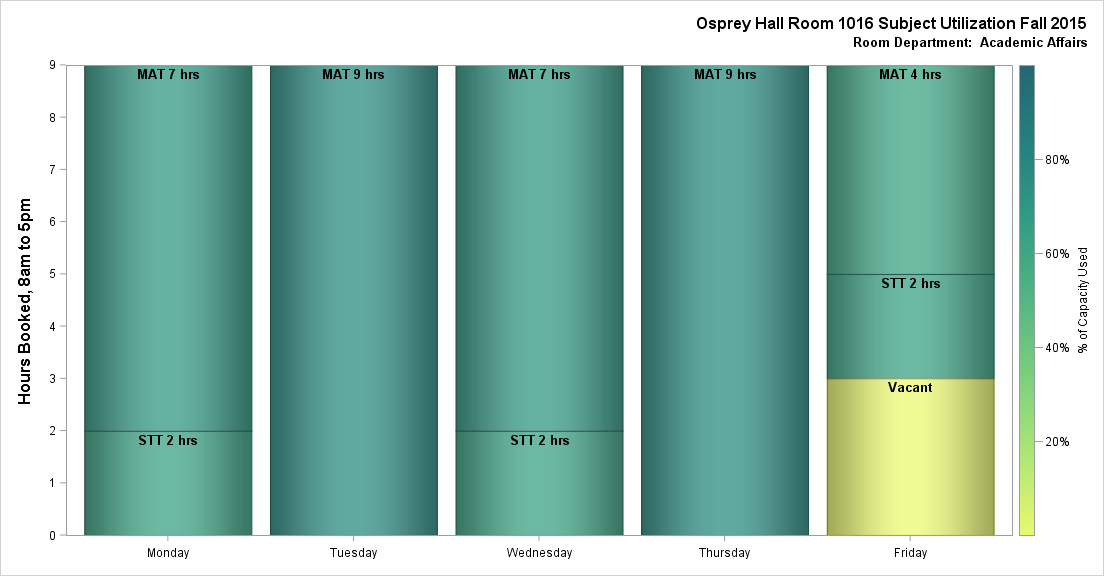 Osprey Hall Room 1016 Subject Utilization Fall 2015
Room Department:  Academic Affairs
Hours Booked, 8am to 5pm
9
8
7
6
5
4
3
2
1
0
MAT 7 hrs
STT 2 hrs
MAT 9 hrs
MAT 7 hrs
STT 2 hrs
MAT 9 hrs
MAT 4 hrs
STT 2 hrs
Vacant
Monday
Tuesday
Wednesday
Thursday
Friday
80%
60%
40%
20%
% of Capacity Used